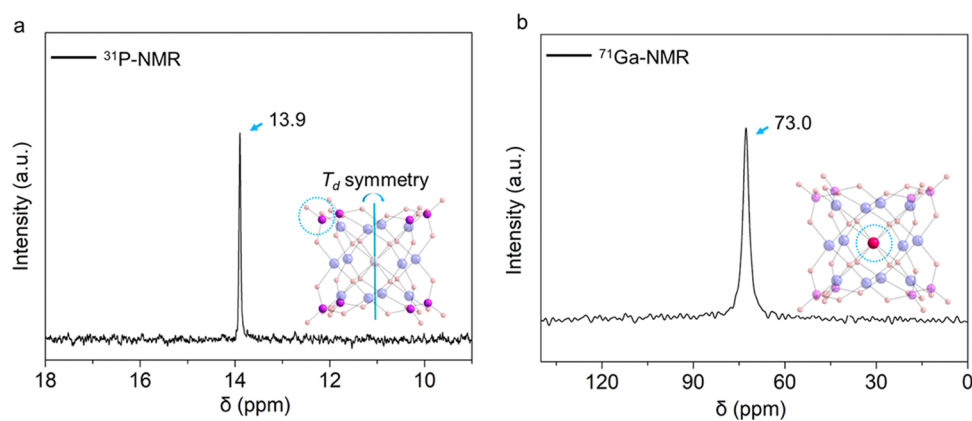 a
³¹P-NMR
13.9
T_d symmetry
Intensity (a.u.)
18 16 14 12 10
δ (ppm)
b
⁷¹Ga-NMR
73.0
Intensity (a.u.)
120 90 60 30 0
δ (ppm)